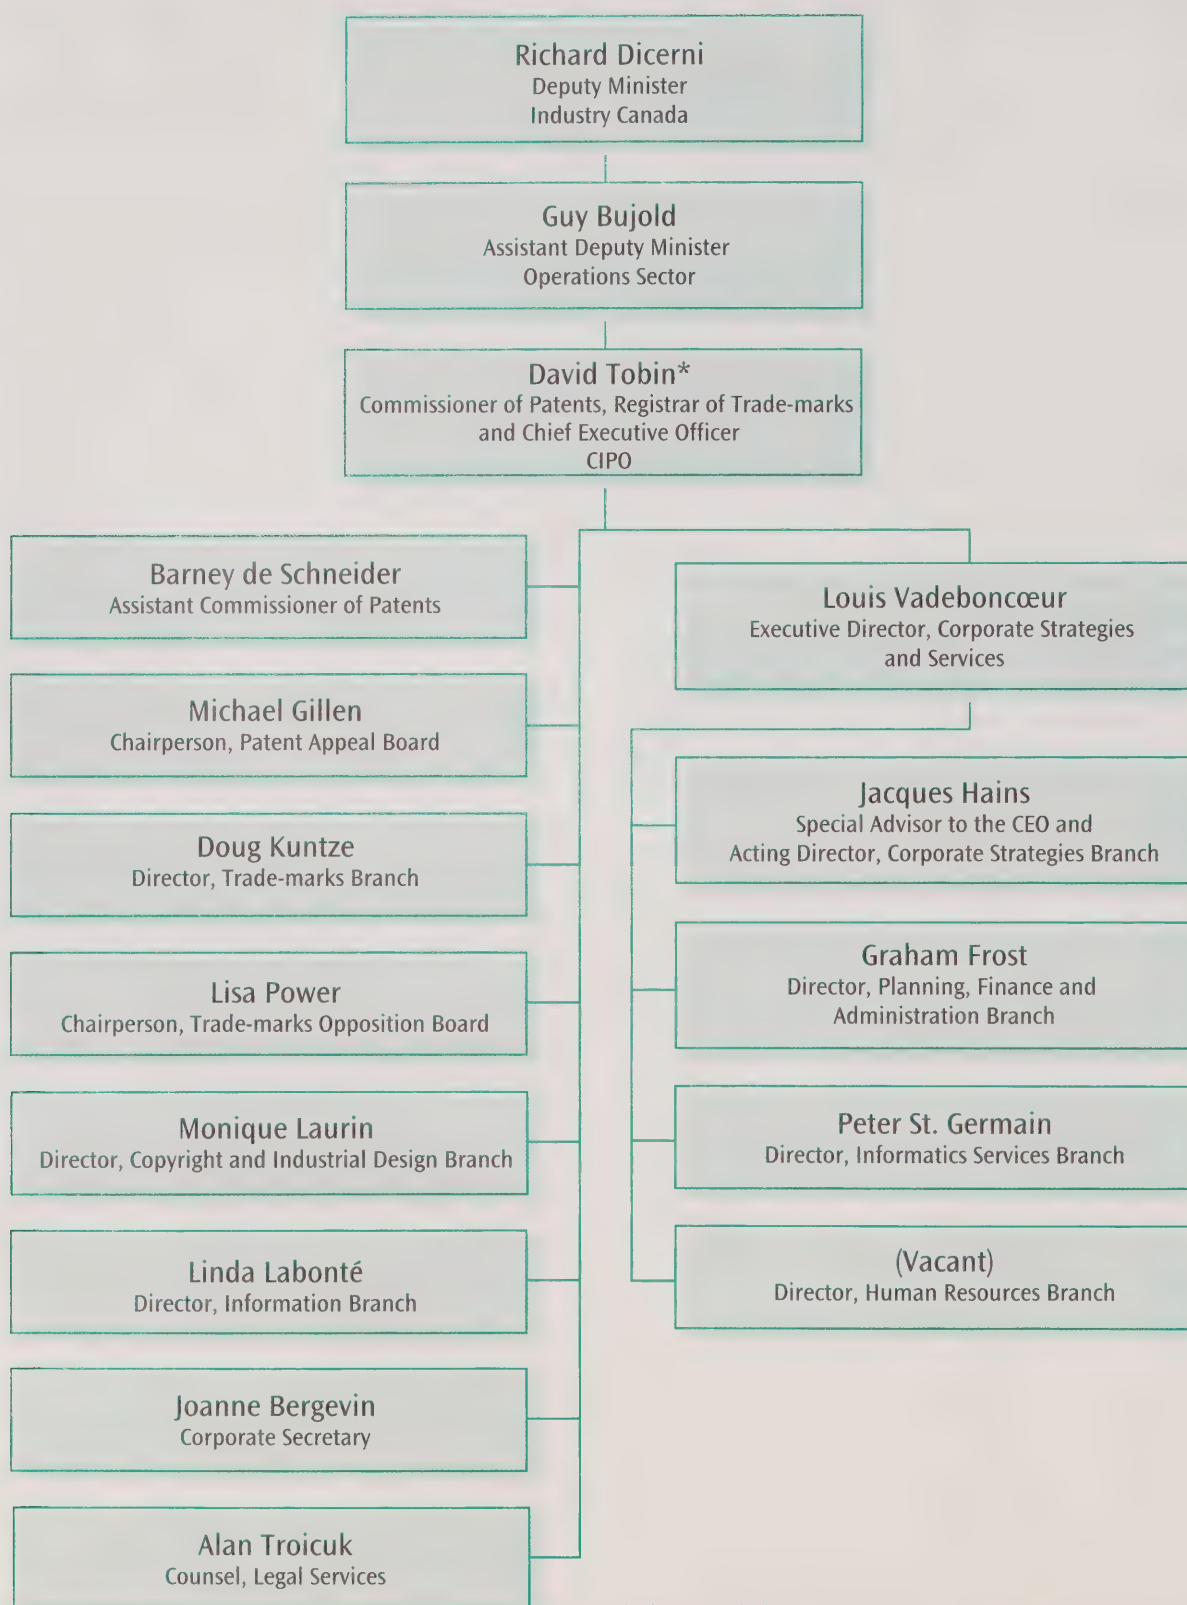 Richard Dicerni
Deputy Minister
Industry Canada
Guy Bujold
Assistant Deputy Minister
Operations Sector
David Tobin*
Commissioner of Patents, Registrar of Trade-marks
and Chief Executive Officer
CIPO
Barney de Schneider
Assistant Commissioner of Patents
Michael Gillen
Chairperson, Patent Appeal Board
Doug Kuntze
Director, Trade-marks Branch
Lisa Power
Chairperson, Trade-marks Opposition Board
Monique Laurin
Director, Copyright and Industrial Design Branch
Linda Labonté
Director, Information Branch
Joanne Bergevin
Corporate Secretary
Alan Troicuk
Counsel, Legal Services
Louis Vadeboncœur
Executive Director, Corporate Strategies
and Services
Jacques Hains
Special Advisor to the CEO and
Acting Director, Corporate Strategies Branch
Graham Frost
Director, Planning, Finance and
Administration Branch
Peter St. Germain
Director, Informatics Services Branch
(Vacant)
Director, Human Resources Branch